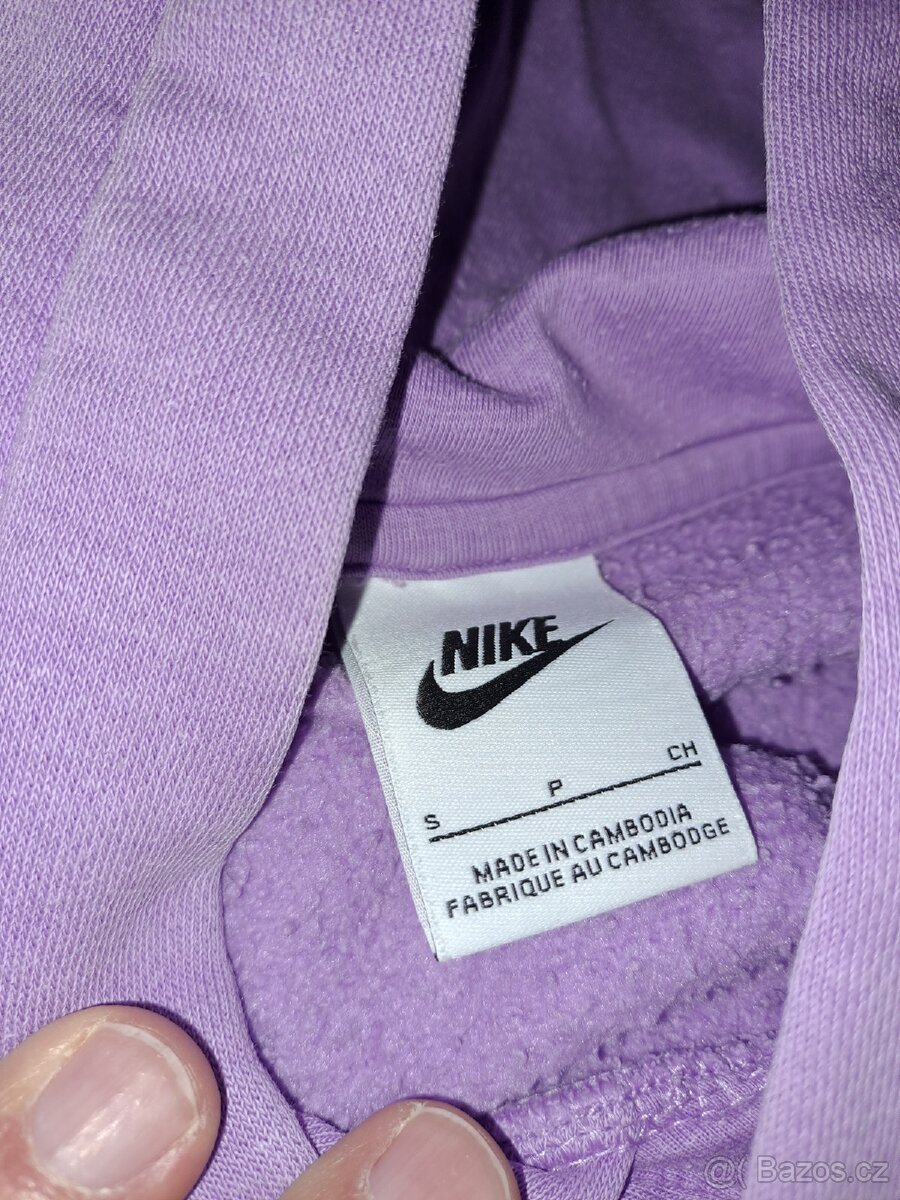 NIKE
S P CH
MADE IN CAMBODIA
FABRIQUE AU CAMBODGE
@ Bazos.cz